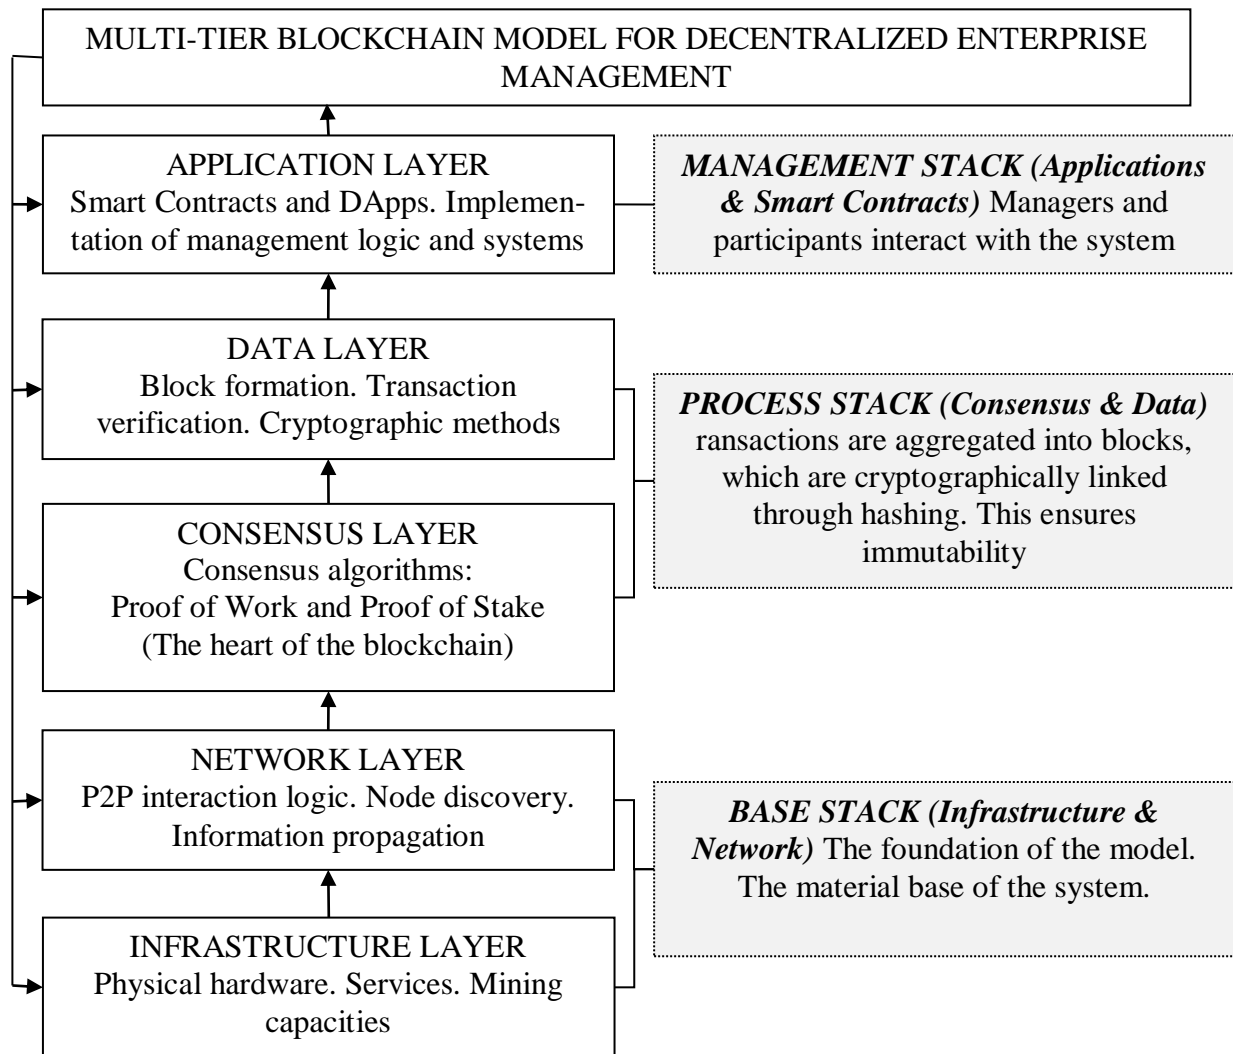 MULTI-TIER BLOCKCHAIN MODEL FOR DECENTRALIZED ENTERPRISE
MANAGEMENT
APPLICATION LAYER
Smart Contracts and DApps. Implemen-
tation of management logic and systems
MANAGEMENT STACK (Applications
& Smart Contracts) Managers and
participants interact with the system
DATA LAYER
Block formation. Transaction
verification. Cryptographic methods
PROCESS STACK (Consensus & Data)
ransactions are aggregated into blocks,
which are cryptographically linked
through hashing. This ensures
immutability
CONSENSUS LAYER
Consensus algorithms:
Proof of Work and Proof of Stake
(The heart of the blockchain)
NETWORK LAYER
P2P interaction logic. Node discovery.
Information propagation
BASE STACK (Infrastructure &
Network) The foundation of the model.
The material base of the system.
INFRASTRUCTURE LAYER
Physical hardware. Services. Mining
capacities